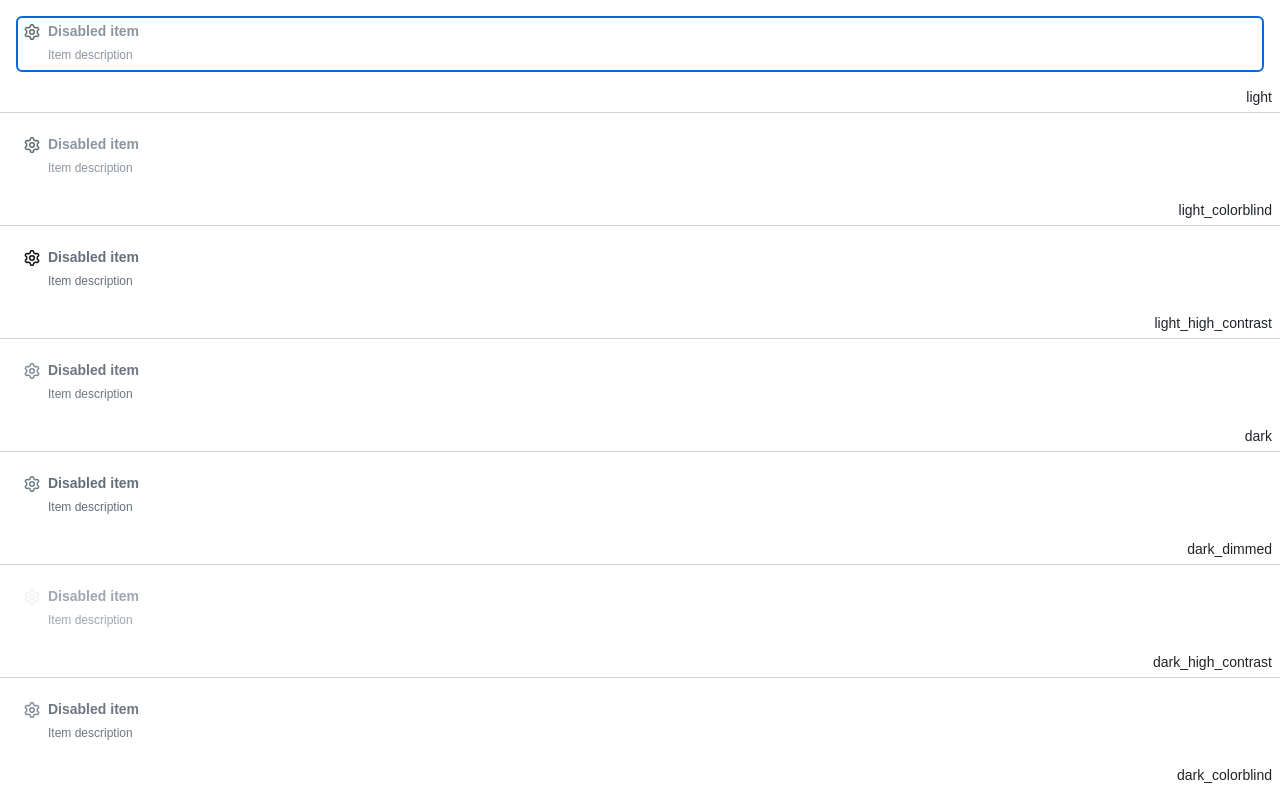 Disabled item
Item description
light
Disabled item
Item description
light_colorblind
Disabled item
Item description
light_high_contrast
Disabled item
Item description
dark
Disabled item
Item description
dark_dimmed
Disabled item
Item description
dark_high_contrast
Disabled item
Item description
dark_colorblind